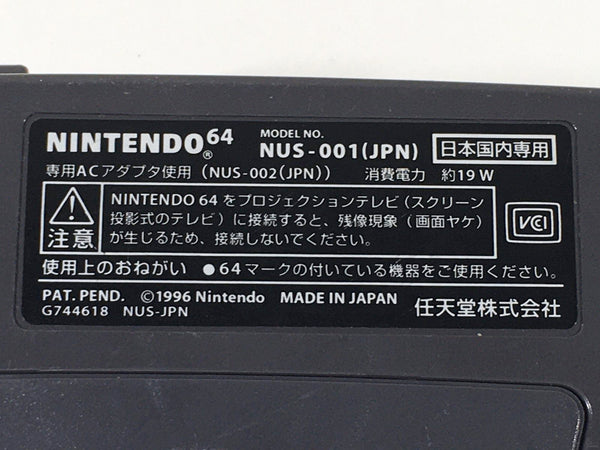 NINTENDO®64 MODEL NO. NUS-001(JPN) 日本国内専用
専用ACアダプタ使用 (NUS-002(JPN)) 消費電力 約19W
注意
NINTENDO 64をプロジェクションテレビ(スクリーン
投影式のテレビ)に接続すると、残像現象(画面ヤケ)
が生じるため、接続しないでください。
VCI
使用上のおねがい ●64マークの付いている機器をご使用ください。
PAT. PEND. ©1996 Nintendo MADE IN JAPAN
G744618 NUS-JPN
任天堂株式会社